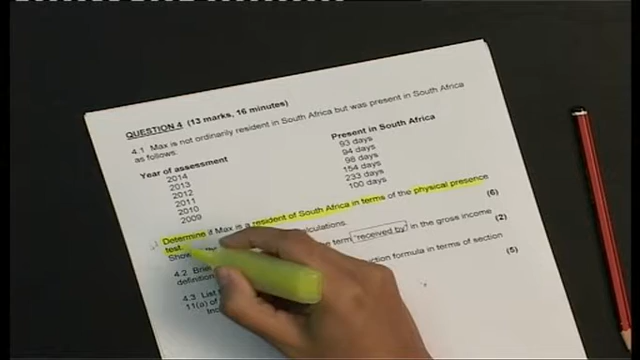 QUESTION 4 (13 marks, 16 minutes)
4.1 Max is not ordinarily resident in South Africa but was present in South Africa
as follows.
Year of assessment Present in South Africa
2014 93 days
2013 94 days
2012 98 days
2011 154 days
2010 233 days
2009 100 days
Determine if Max is a resident of South Africa in terms of the physical presence
test. (6)
Show calculations.
4.2 term "received by" in the gross income
definition (2)
4.3 List deduction formula in terms of section
11(a) of (5)